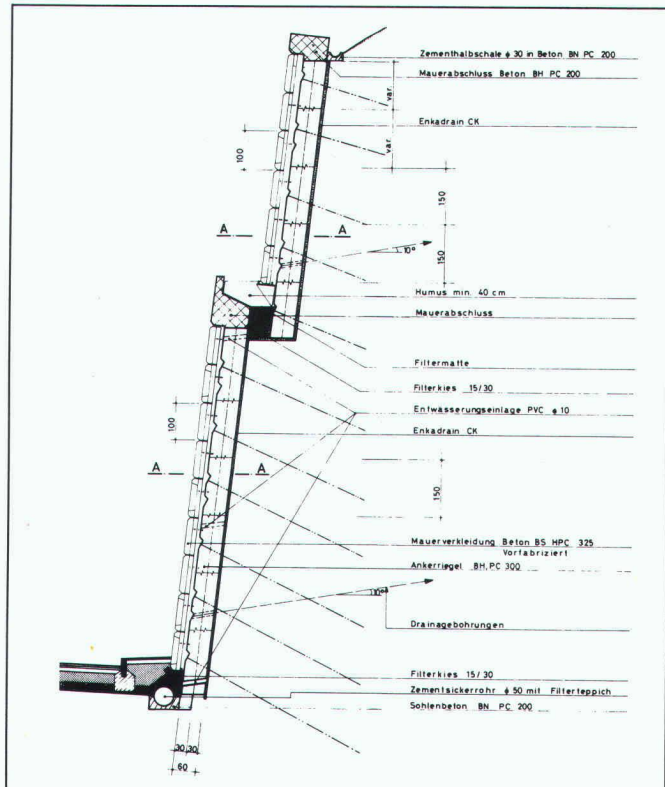 Zementhalbschale ϕ 30 in Beton BN PC 200
Mauerabschluss Beton BH PC 200
var.
Enkadrain CK
var.
100
150
A A
150
10°
Humus min. 40 cm
Mauerabschluss
Filtermatte
Filterkies 15/30
Entwässerungseinlage PVC ϕ 10
100
Enkadrain CK
A A
150
Mauerverkleidung Beton BS HPC 325
Vorfabriziert
Ankerriegel BH, PC 300
10°
Drainagebohrungen
Filterkies 15/30
Zementsickerrohr ϕ 50 mit Filterteppich
Sohlenbeton BN PC 200
30 30
60